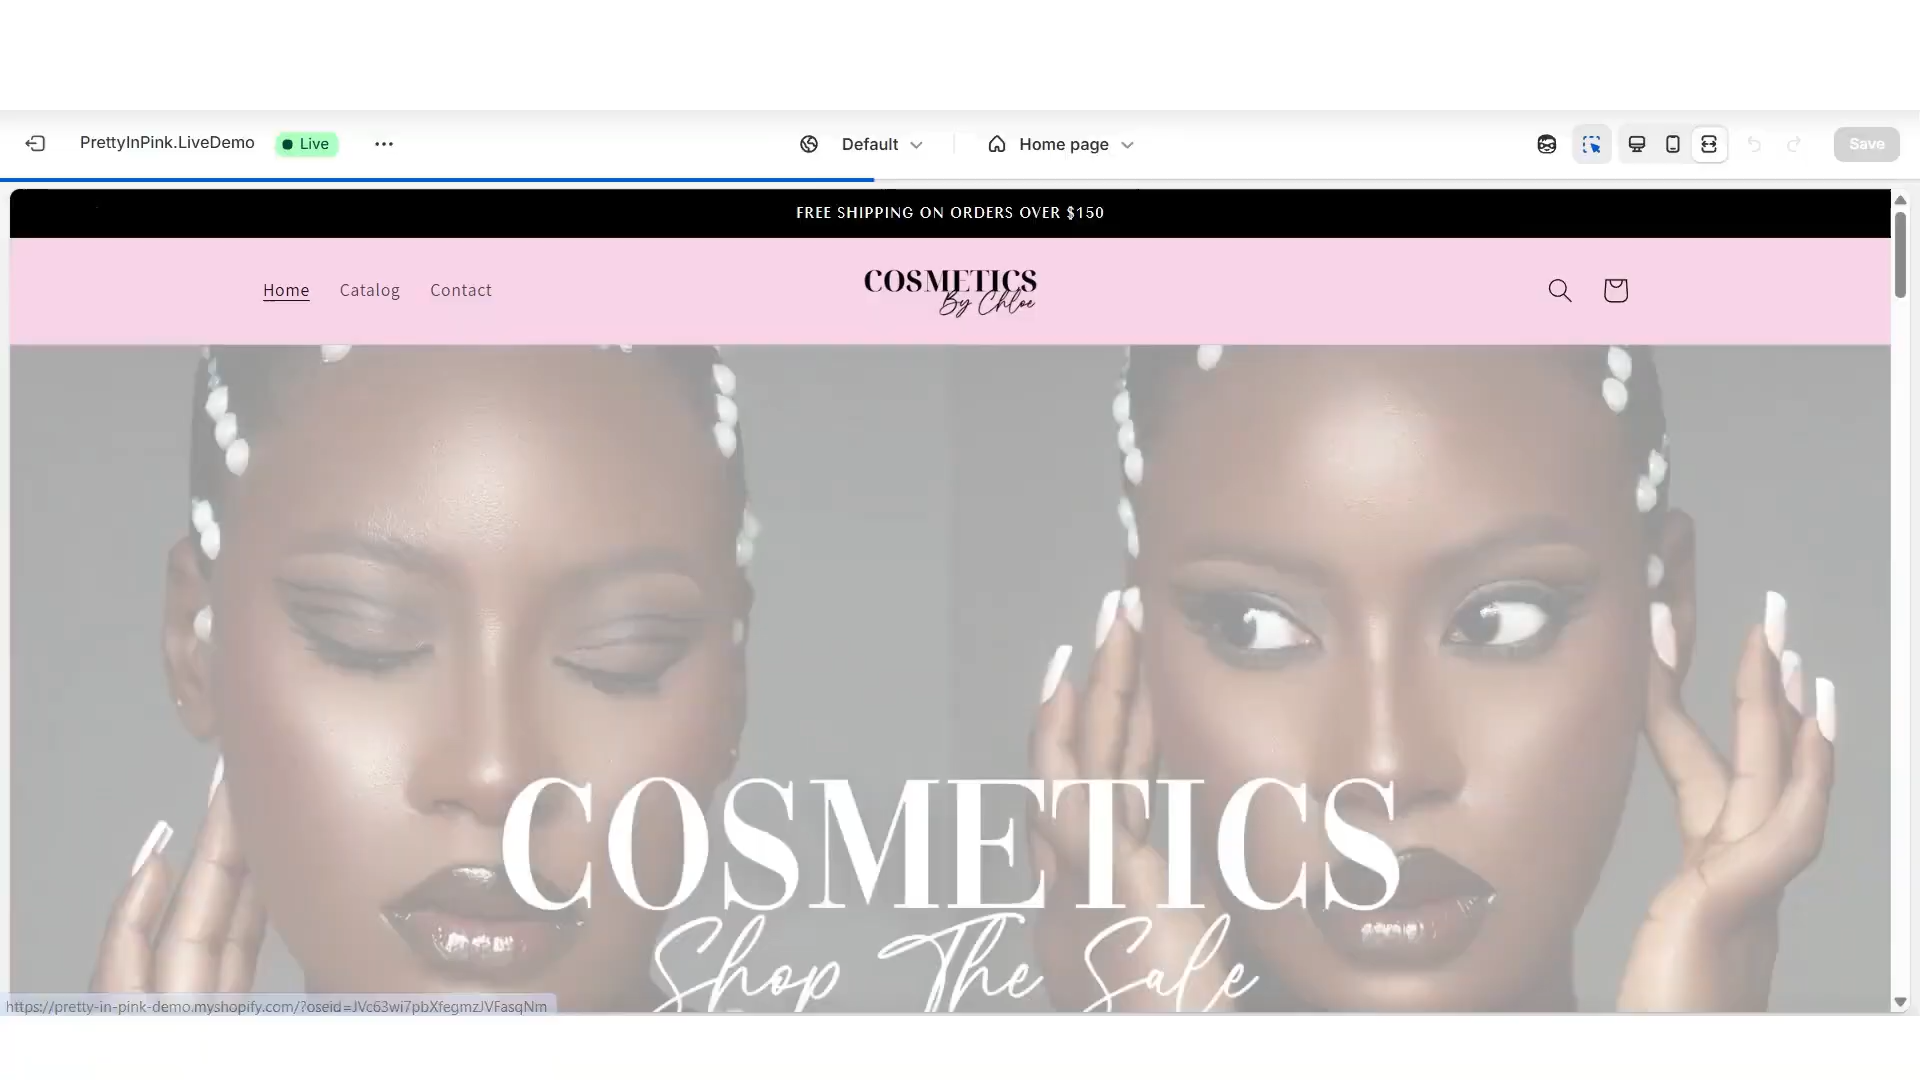 PrettyInPink.LiveDemo Live ... Default Home page Save
FREE SHIPPING ON ORDERS OVER $150
Home Catalog Contact
COSMETICS
By Chloe
COSMETICS
Shop The Sale
https://pretty-in-pink-demo.myshopify.com/?oseid=JVc63wi7pbXfegmzJVFasqNm